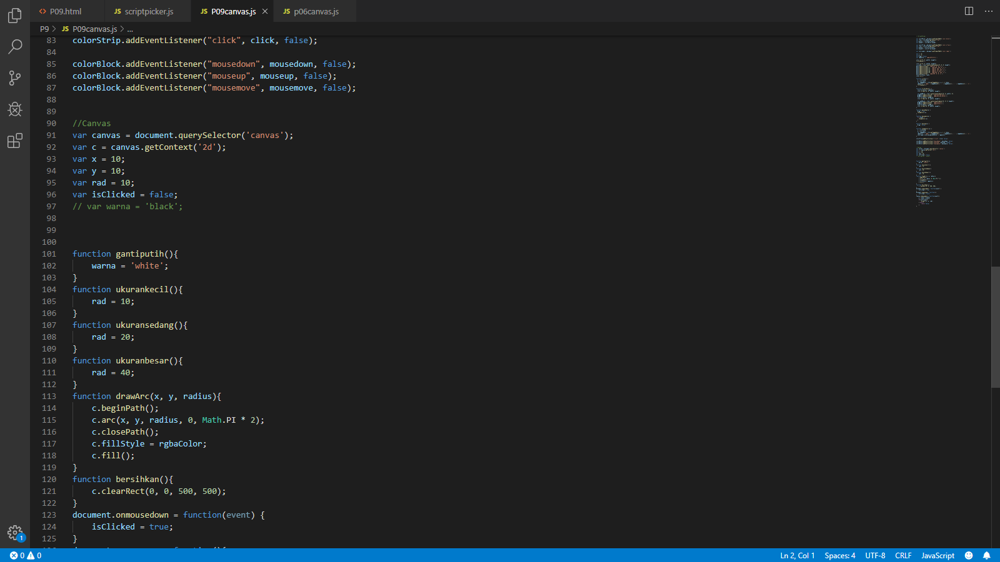 <> P09.html JS scriptpicker.js JS P09canvas.js × JS p06canvas.js ···
P9 > JS P09canvas.js > ...
83 colorStrip.addEventListener("click", click, false);
84
85 colorBlock.addEventListener("mousedown", mousedown, false);
86 colorBlock.addEventListener("mouseup", mouseup, false);
87 colorBlock.addEventListener("mousemove", mousemove, false);
88
89
90 //Canvas
91 var canvas = document.querySelector('canvas');
92 var c = canvas.getContext('2d');
93 var x = 10;
94 var y = 10;
95 var rad = 10;
96 var isClicked = false;
97 // var warna = 'black';
98
99
100
101 function gantiputih(){
102 warna = 'white';
103 }
104 function ukurankecil(){
105 rad = 10;
106 }
107 function ukuransedang(){
108 rad = 20;
109 }
110 function ukuranbesar(){
111 rad = 40;
112 }
113 function drawArc(x, y, radius){
114 c.beginPath();
115 c.arc(x, y, radius, 0, Math.PI * 2);
116 c.closePath();
117 c.fillStyle = rgbaColor;
118 c.fill();
119 }
120 function bersihkan(){
121 c.clearRect(0, 0, 500, 500);
122 }
123 document.onmousedown = function(event) {
124 isClicked = true;
125 }
1
0 0 Ln 2, Col 1 Spaces: 4 UTF-8 CRLF JavaScript